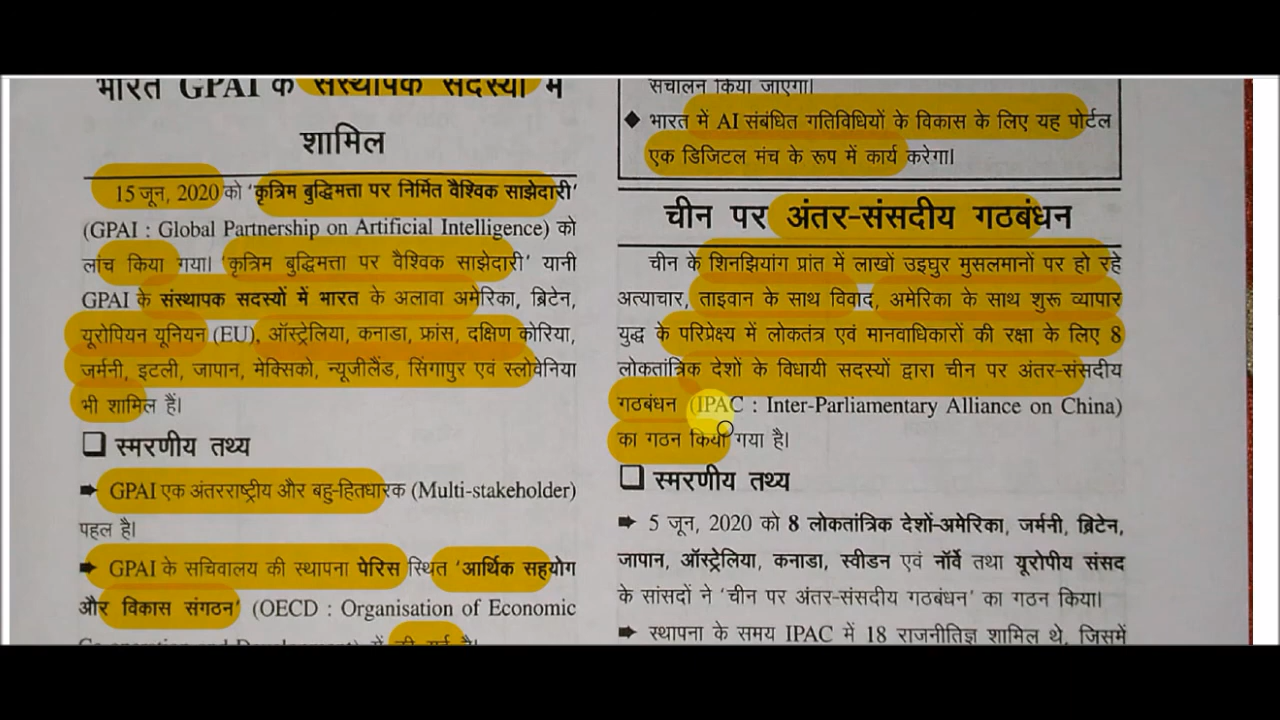 भारत GPAI के संस्थापक सदस्यों में
शामिल
15 जून, 2020 को 'कृत्रिम बुद्धिमत्ता पर निर्मित वैश्विक साझेदारी'
(GPAI : Global Partnership on Artificial Intelligence) को
लांच किया गया। 'कृत्रिम बुद्धिमत्ता पर वैश्विक साझेदारी' यानी
GPAI के संस्थापक सदस्यों में भारत के अलावा अमेरिका, ब्रिटेन,
यूरोपियन यूनियन (EU), ऑस्ट्रेलिया, कनाडा, फ्रांस, दक्षिण कोरिया,
जर्मनी, इटली, जापान, मेक्सिको, न्यूजीलैंड, सिंगापुर एवं स्लोवेनिया
भी शामिल हैं।
❑ स्मरणीय तथ्य
➨ GPAI एक अंतरराष्ट्रीय और बहु-हितधारक (Multi-stakeholder)
पहल है।
➨ GPAI के सचिवालय की स्थापना पेरिस स्थित 'आर्थिक सहयोग
और विकास संगठन' (OECD : Organisation of Economic
Co-operation and Development) में की गई है।
संचालन किया जाएगा।
◆ भारत में AI संबंधित गतिविधियों के विकास के लिए यह पोर्टल
एक डिजिटल मंच के रूप में कार्य करेगा।
चीन पर अंतर-संसदीय गठबंधन
चीन के शिनझियांग प्रांत में लाखों उइघुर मुसलमानों पर हो रहे
अत्याचार, ताइवान के साथ विवाद, अमेरिका के साथ शुरू व्यापार
युद्ध के परिप्रेक्ष्य में लोकतंत्र एवं मानवाधिकारों की रक्षा के लिए 8
लोकतांत्रिक देशों के विधायी सदस्यों द्वारा चीन पर अंतर-संसदीय
गठबंधन (IPAC : Inter-Parliamentary Alliance on China)
का गठन किया गया है।
❑ स्मरणीय तथ्य
➨ 5 जून, 2020 को 8 लोकतांत्रिक देशों-अमेरिका, जर्मनी, ब्रिटेन,
जापान, ऑस्ट्रेलिया, कनाडा, स्वीडन एवं नॉर्वे तथा यूरोपीय संसद
के सांसदों ने 'चीन पर अंतर-संसदीय गठबंधन' का गठन किया।
➨ स्थापना के समय IPAC में 18 राजनीतिज्ञ शामिल थे, जिसमें